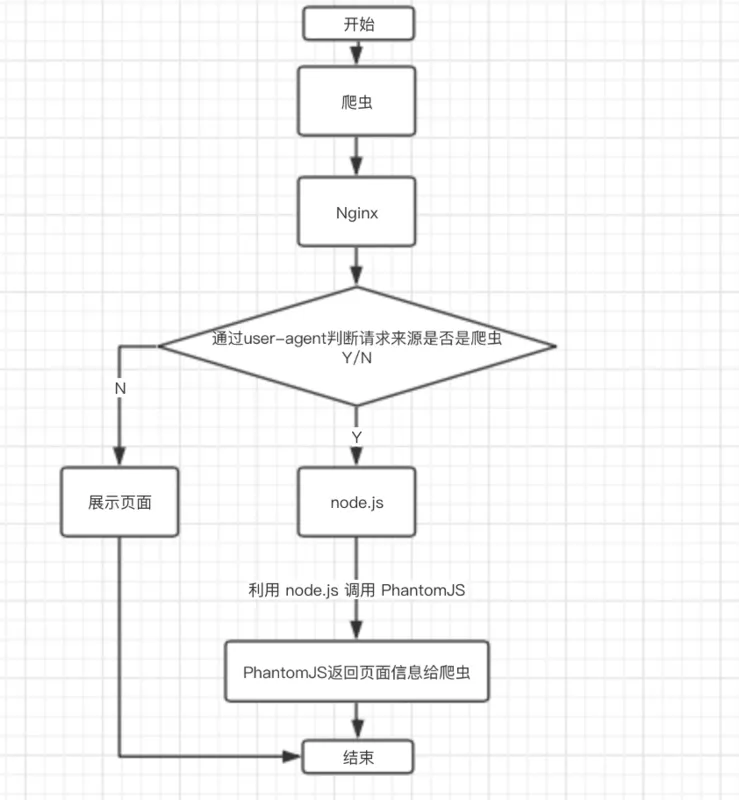 开始
爬虫
Nginx
通过user-agent判断请求来源是否是爬虫
Y/N
N
Y
展示页面
node.js
利用 node.js 调用 PhantomJS
PhantomJS返回页面信息给爬虫
结束